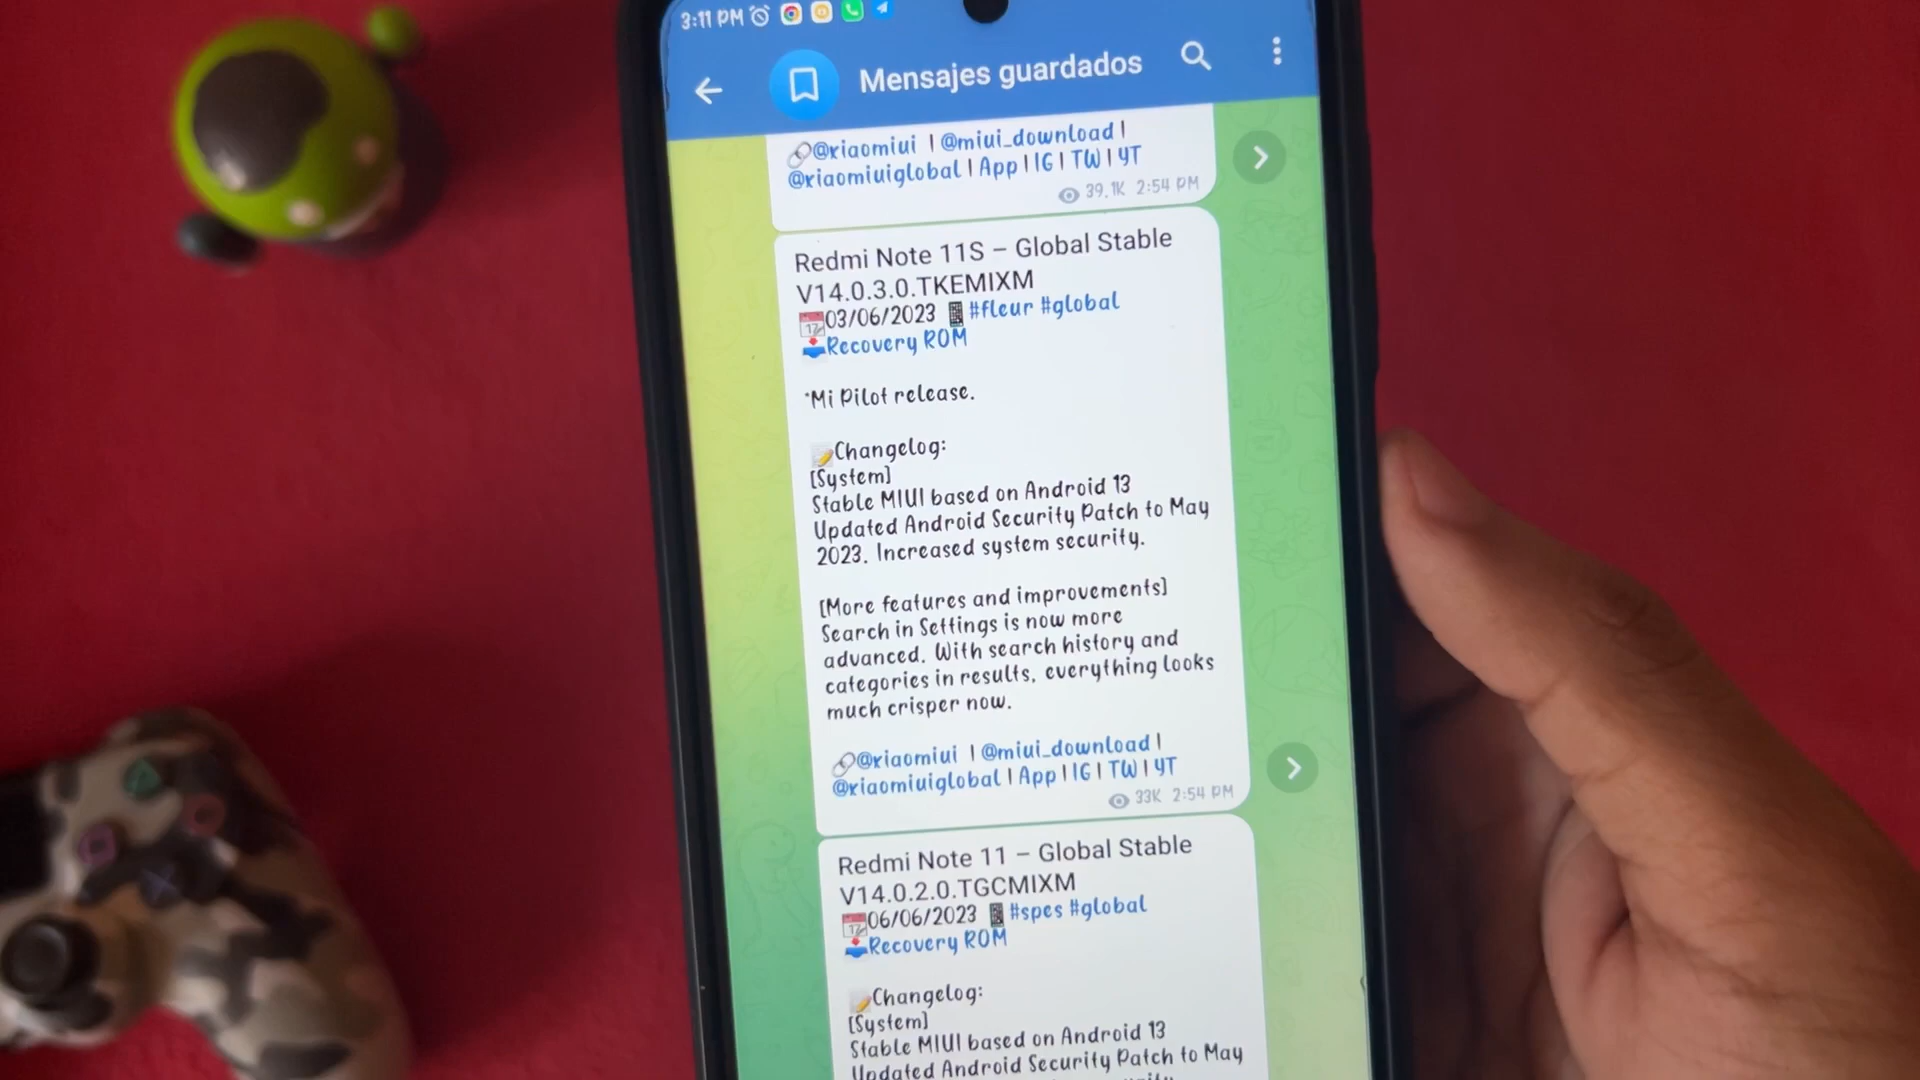 3:11 PM
Mensajes guardados
@xiaomiui | @miui_download |
@xiaomiuiglobal | App | IG | TW | YT
39.1K 2:54 PM
Redmi Note 11S – Global Stable
V14.0.3.0.TKEMIXM
03/06/2023 #fleur #global
Recovery ROM
*Mi Pilot release.
Changelog:
[System]
Stable MIUI based on Android 13
Updated Android Security Patch to May
2023. Increased system security.
[More features and improvements]
Search in Settings is now more
advanced. With search history and
categories in results, everything looks
much crisper now.
@xiaomiui | @miui_download |
@xiaomiuiglobal | App | IG | TW | YT
33K 2:54 PM
Redmi Note 11 – Global Stable
V14.0.2.0.TGCMIXM
06/06/2023 #spes #global
Recovery ROM
Changelog:
[System]
Stable MIUI based on Android 13
Updated Android Security Patch to May